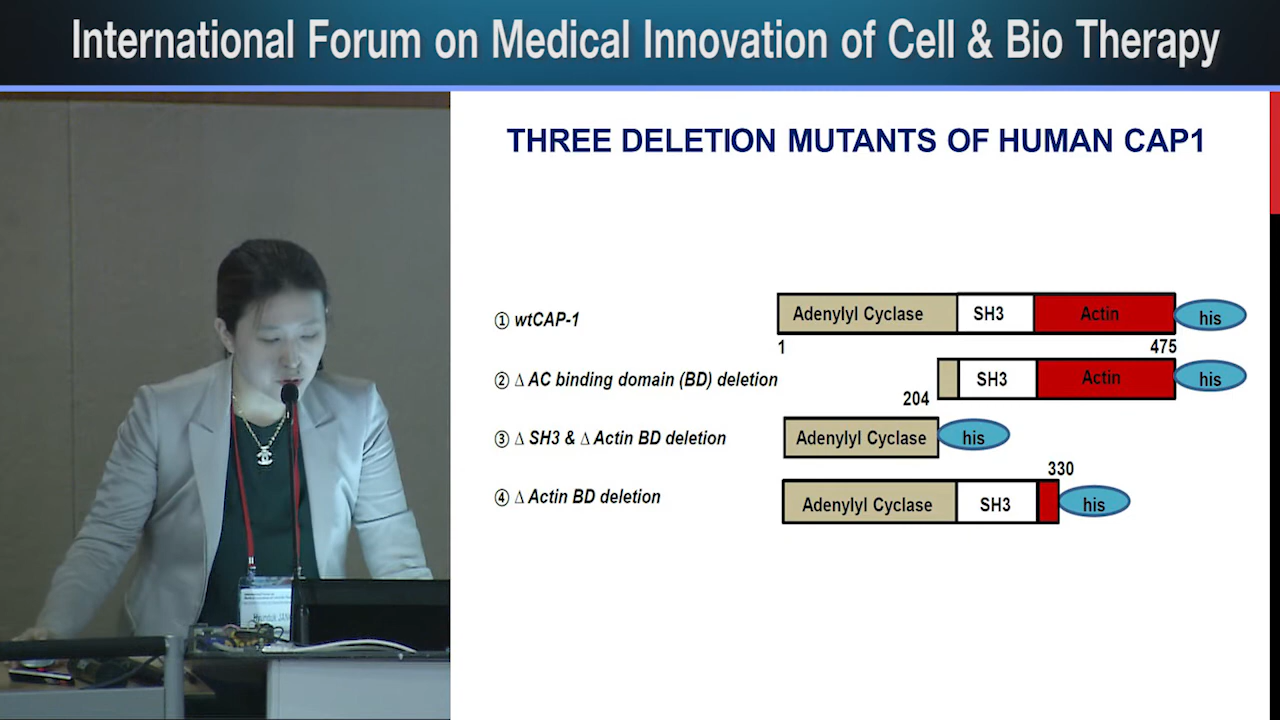 International Forum on Medical Innovation of Cell & Bio Therapy
THREE DELETION MUTANTS OF HUMAN CAP1
① wtCAP-1
Adenylyl Cyclase SH3 Actin his
1 475
② Δ AC binding domain (BD) deletion
SH3 Actin his
204
③ Δ SH3 & Δ Actin BD deletion
Adenylyl Cyclase his
330
④ Δ Actin BD deletion
Adenylyl Cyclase SH3 his